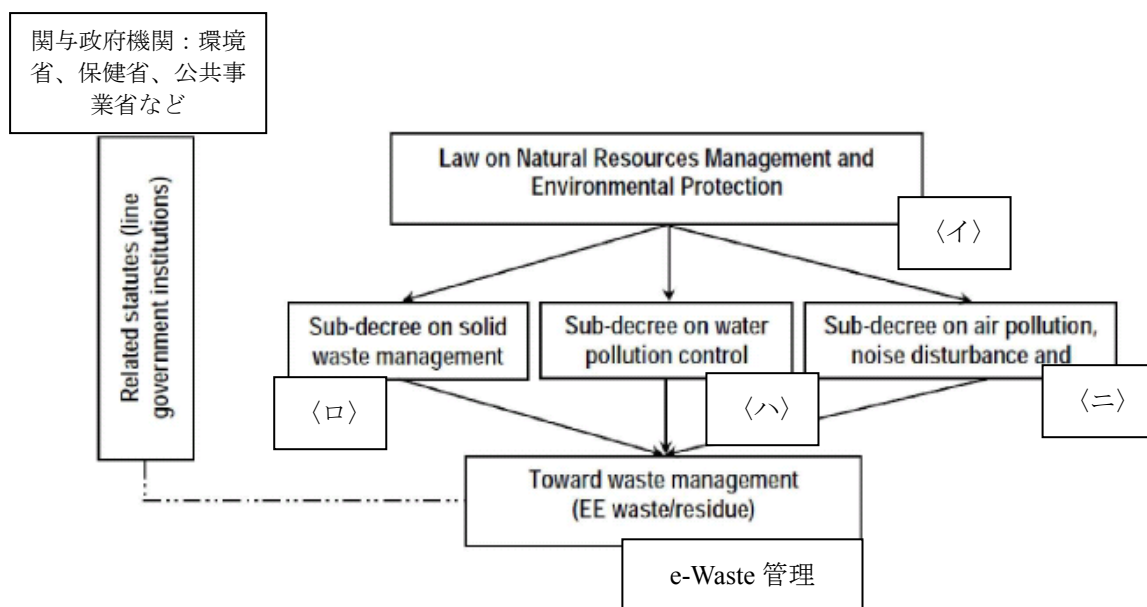 関与政府機関：環境
省、保健省、公共事
業省など
Related statutes (line
government institutions)
Law on Natural Resources Management and
Environmental Protection
〈イ〉
Sub-decree on solid
waste management
〈ロ〉
Sub-decree on water
pollution control
〈ハ〉
Sub-decree on air pollution,
noise disturbance and
〈ニ〉
Toward waste management
(EE waste/residue)
e-Waste 管理